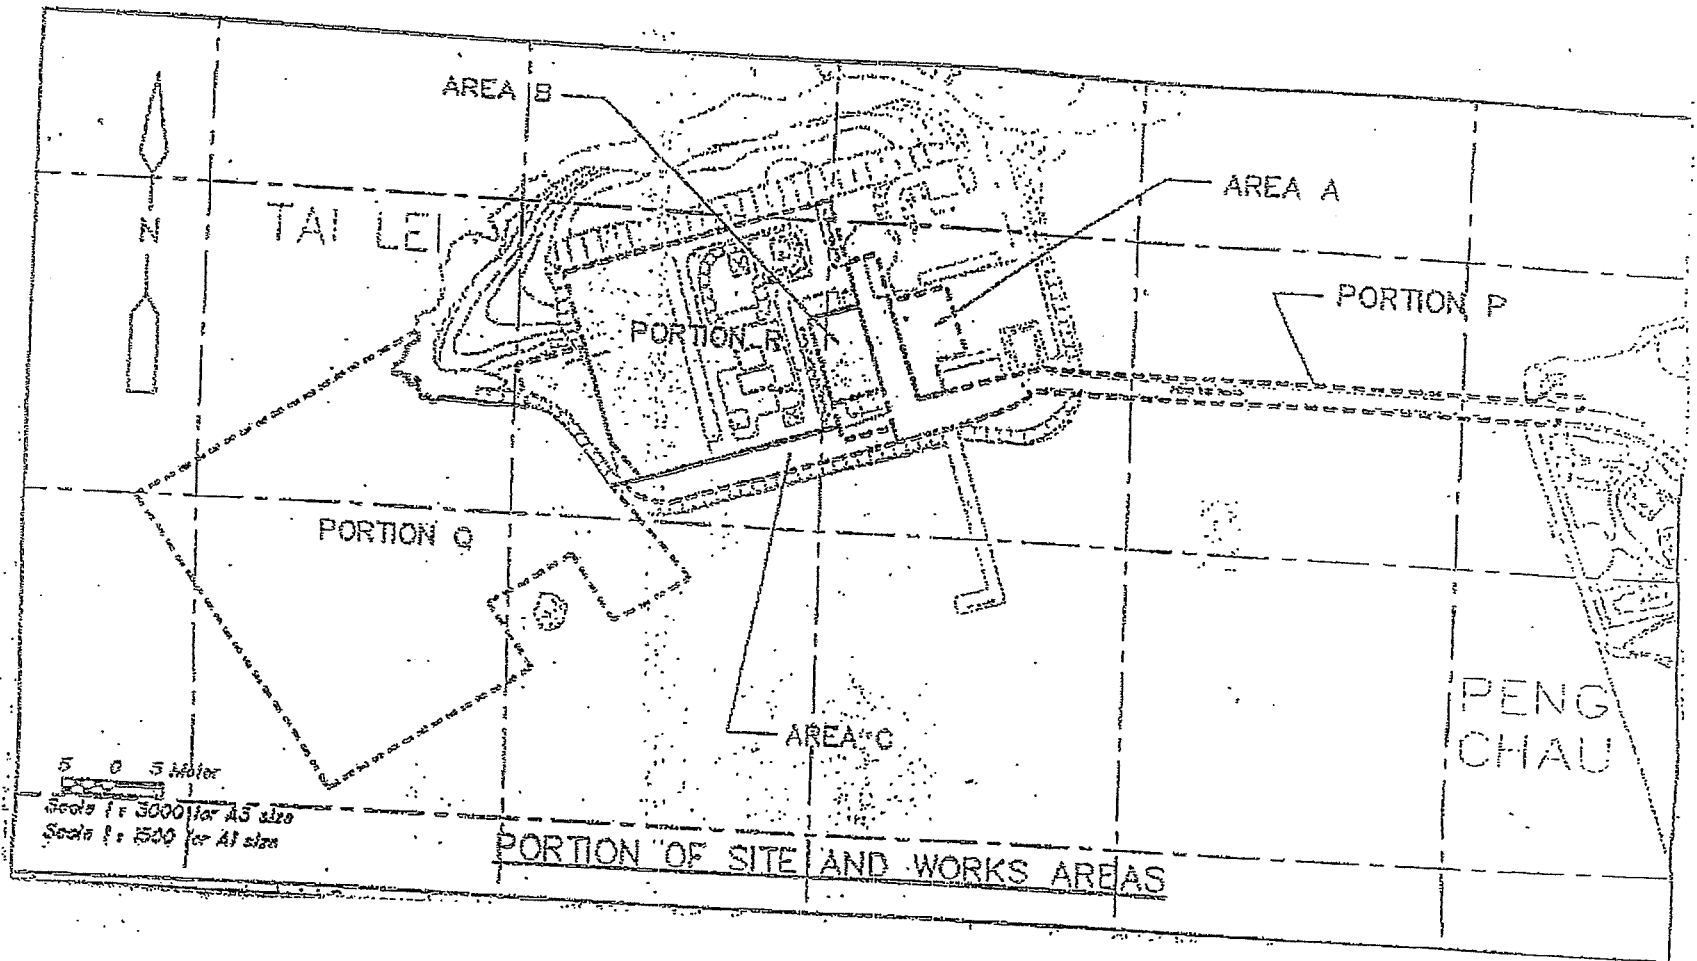 AREA B
AREA A
N
TAI LEI
PORTION P
PORTION R
PORTION Q
PENG
CHAU
AREA C
5 0 5 Meter
Scale 1 : 3000 for A3 size
Scale 1 : 1500 for A1 size
PORTION OF SITE AND WORKS AREAS